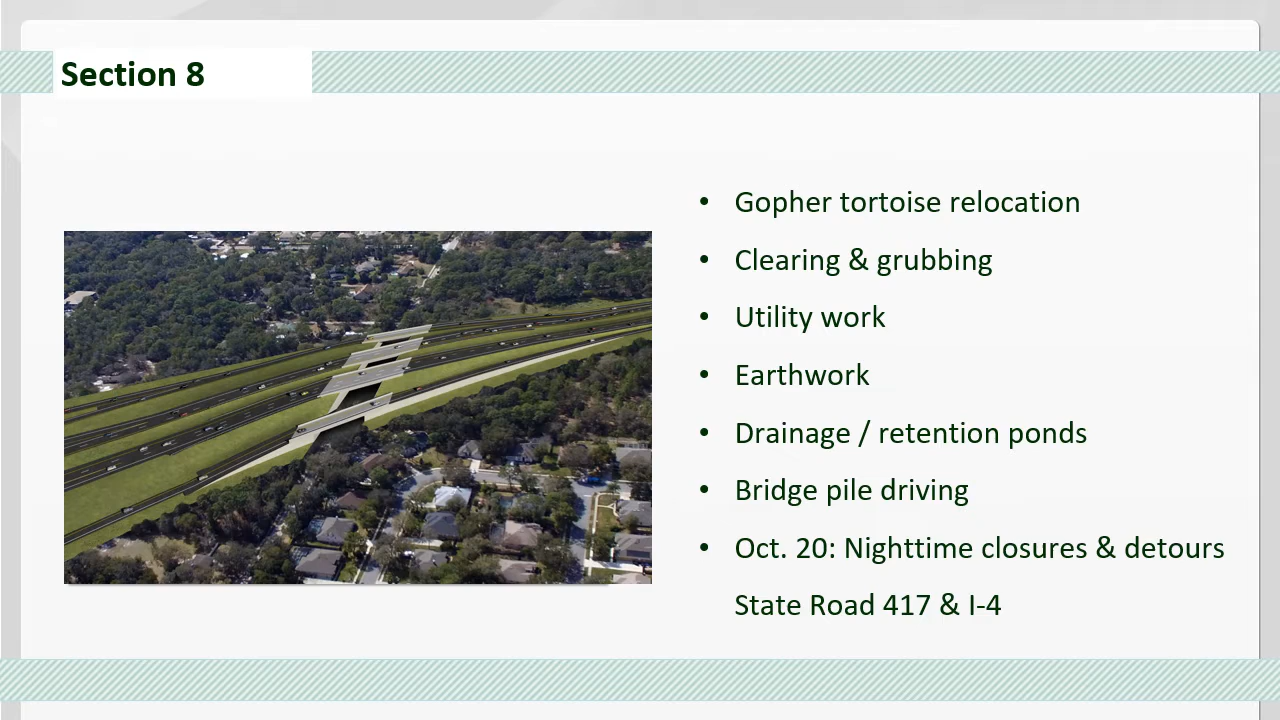 Section 8
• Gopher tortoise relocation
• Clearing & grubbing
• Utility work
• Earthwork
• Drainage / retention ponds
• Bridge pile driving
• Oct. 20: Nighttime closures & detours
State Road 417 & I-4